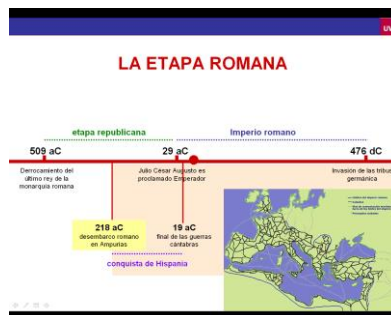 LA ETAPA ROMANA
etapa republicana
Imperio romano
509 aC
29 aC
476 dC
Derrocamiento del
último rey de la
monarquía romana
Julio César Augusto es
proclamado Emperador
Invasión de las tribus
germánica
218 aC
desembarco romano
en Ampurias
19 aC
final de las guerras
cántabras
conquista de Hispania